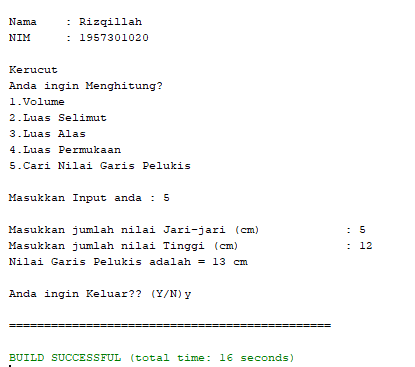 Nama    : Rizqillah
NIM     : 1957301020
Kerucut
Anda ingin Menghitung?
1.Volume
2.Luas Selimut
3.Luas Alas
4.Luas Permukaan
5.Cari Nilai Garis Pelukis
Masukkan Input anda : 5
Masukkan jumlah nilai Jari-jari (cm)            : 5
Masukkan jumlah nilai Tinggi (cm)               : 12
Nilai Garis Pelukis adalah = 13 cm
Anda ingin Keluar?? (Y/N)y
==============================================
BUILD SUCCESSFUL (total time: 16 seconds)